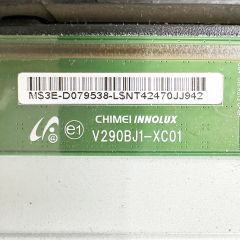 MS3E-D079538-LSNT42470JJ942
e1
CHIMEI INNOLUX
V290BJ1-XC01